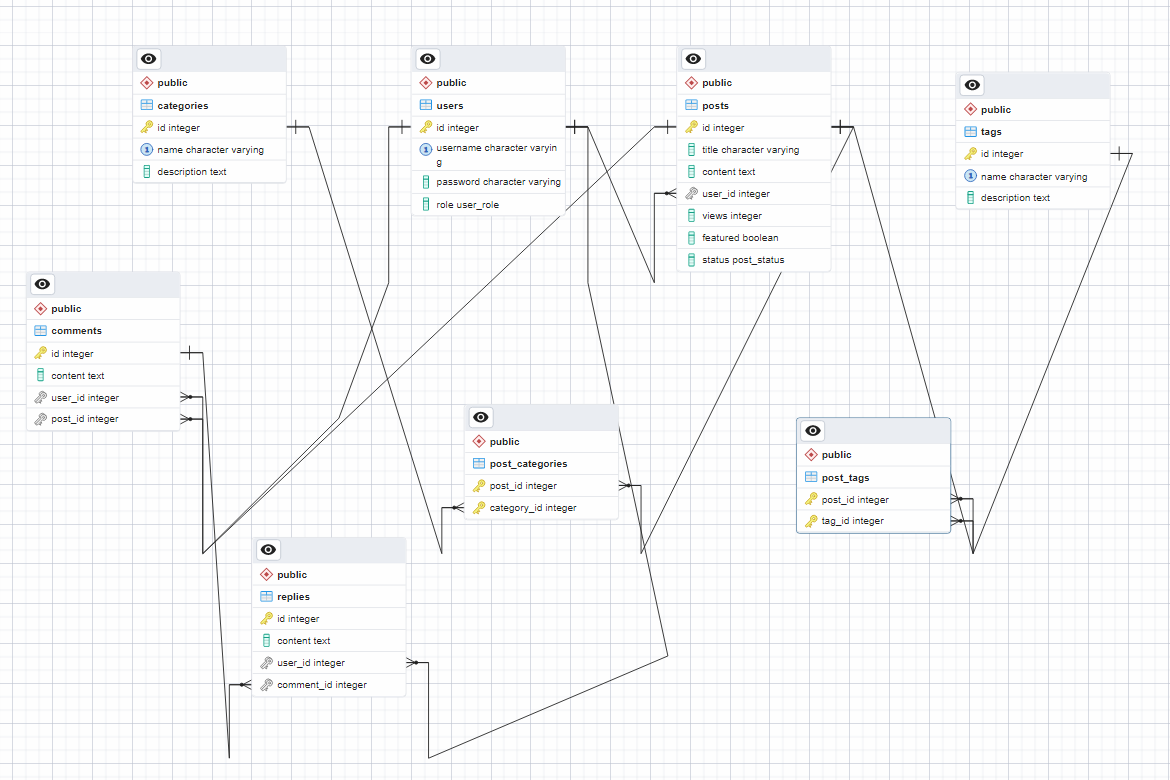 public
categories
id integer
name character varying
description text
public
users
id integer
username character varyin
g
password character varying
role user_role
public
posts
id integer
title character varying
content text
user_id integer
views integer
featured boolean
status post_status
public
tags
id integer
name character varying
description text
public
comments
id integer
content text
user_id integer
post_id integer
public
post_categories
post_id integer
category_id integer
public
post_tags
post_id integer
tag_id integer
public
replies
id integer
content text
user_id integer
comment_id integer